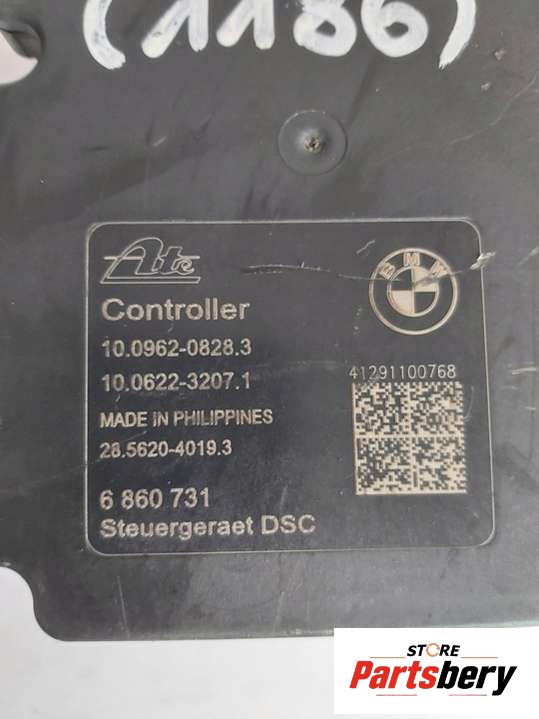 (1186)
Ate
BMW
Controller
10.0962-0828.3
10.0622-3207.1
41291100768
MADE IN PHILIPPINES
28.5620-4019.3
6 860 731
Steuergeraet DSC
STORE
Partsbery